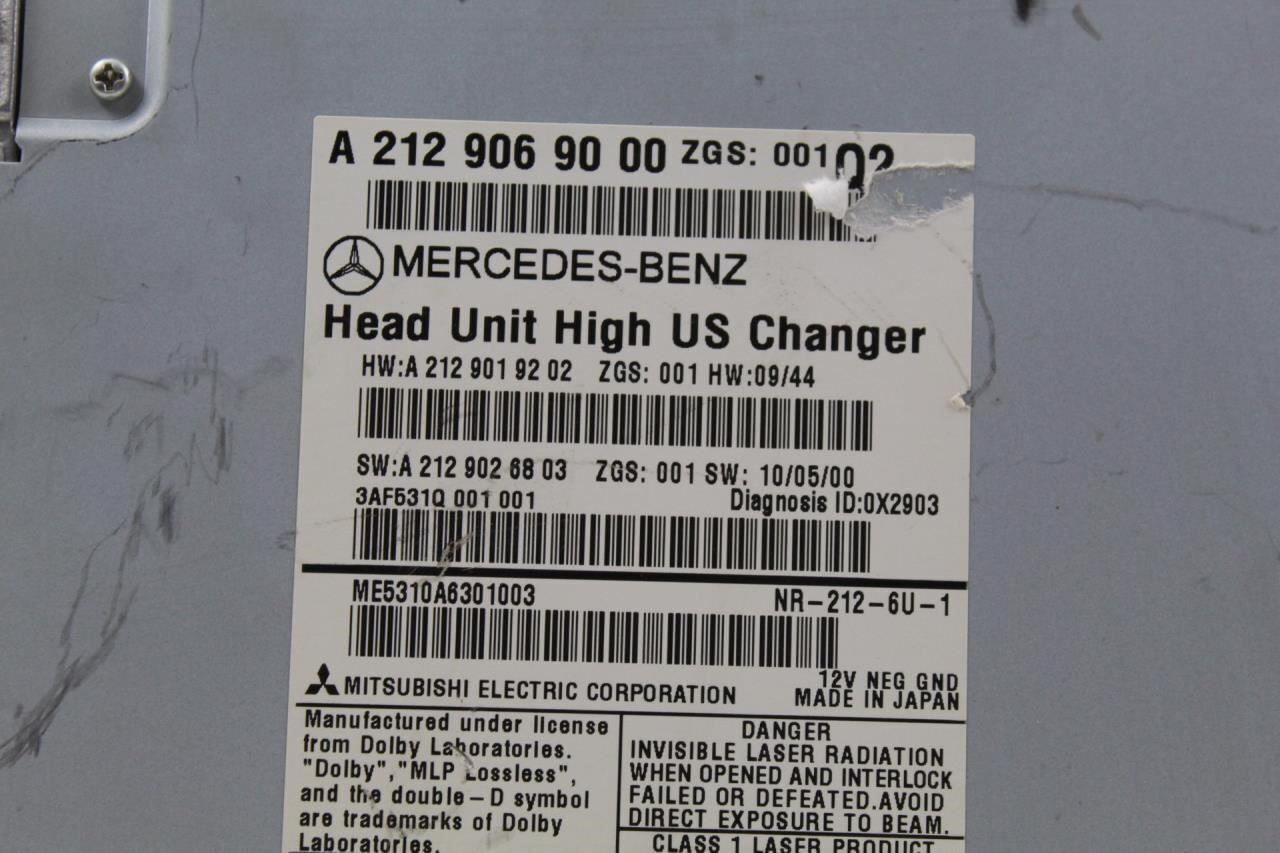 A 212 906 90 00 ZGS: 001 Q2
MERCEDES-BENZ
Head Unit High US Changer
HW:A 212 901 92 02 ZGS: 001 HW:09/44
SW:A 212 902 68 03 ZGS: 001 SW: 10/05/00
3AF531Q 001 001 Diagnosis ID:0X2903
ME5310A6301003 NR-212-6U-1
12V NEG GND
MITSUBISHI ELECTRIC CORPORATION MADE IN JAPAN
Manufactured under license
from Dolby Laboratories.
"Dolby","MLP Lossless",
and the double-D symbol
are trademarks of Dolby
Laboratories.
DANGER
INVISIBLE LASER RADIATION
WHEN OPENED AND INTERLOCK
FAILED OR DEFEATED.AVOID
DIRECT EXPOSURE TO BEAM.
CLASS 1 LASER PRODUCT